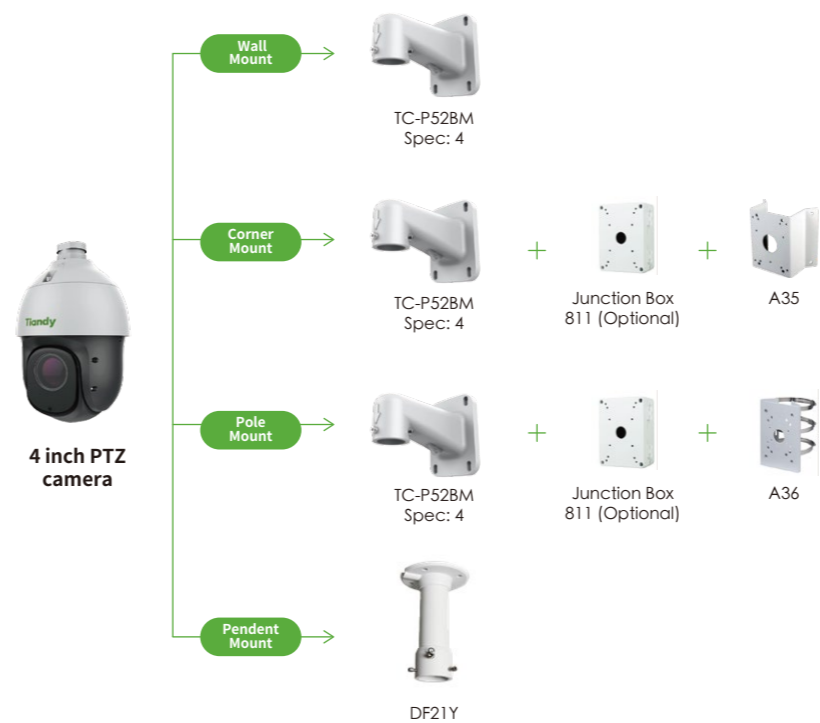 Wall
Mount
TC-P52BM
Spec: 4
Corner
Mount
TC-P52BM
Spec: 4
Junction Box
811 (Optional)
A35
Tiandy
4 inch PTZ
camera
Pole
Mount
TC-P52BM
Spec: 4
Junction Box
811 (Optional)
A36
Pendent
Mount
DF21Y